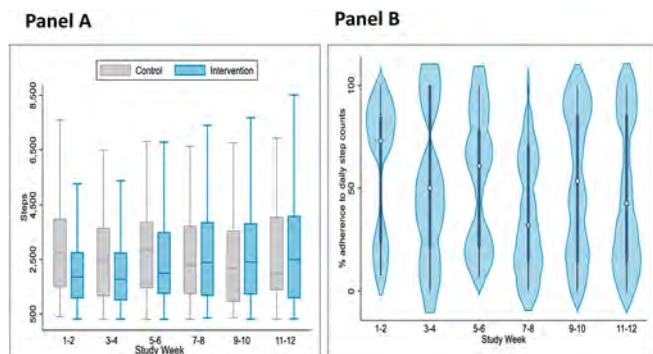 Panel A
Panel B
Control
Intervention
8,500
6,500
4,500
2,500
500
Steps
1-2
3-4
5-6
7-8
9-10
11-12
Study Week
100
50
0
% adherence to daily step counts
1-2
3-4
5-6
7-8
9-10
11-12
Study Week